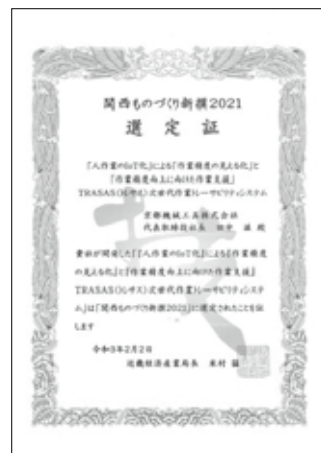 関西ものづくり新撰2021
選定証
「人作業のIoT化」による「作業精度の見える化」と
「作業精度向上に向けた作業支援」
TRASAS(トレサス)次世代作業トレーサビリティシステム
京都機械工具株式会社
代表取締役社長 田中 滋 殿
貴社が開発した「「人作業のIoT化」による「作業精度
の見える化」と「作業精度向上に向けた作業支援」
TRASAS(トレサス)次世代作業トレーサビリティシステ
ム」は「関西ものづくり新撰2021」に選定されたことを証
します
令和3年2月2日
近畿経済産業局長 米村 猛